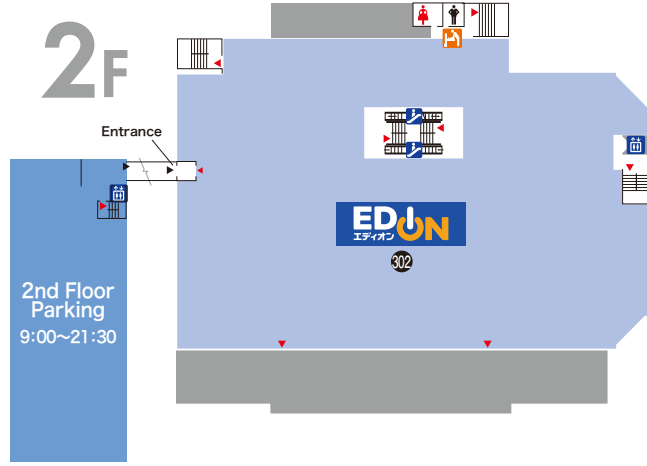 2F
Entrance
EDION
エディオン
302
2nd Floor
Parking
9:00〜21:30